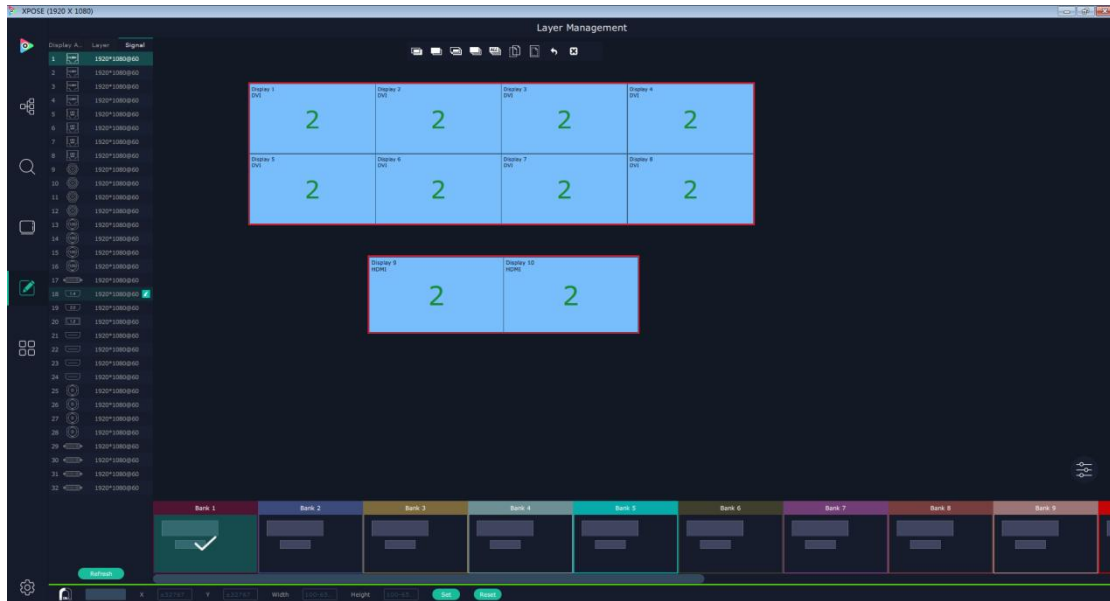 XPOSE (1920 X 1080)
Layer Management
Display A... Layer Signal
1 1920*1080@60
2 1920*1080@60
3 1920*1080@60
4 1920*1080@60
5 1920*1080@60
6 1920*1080@60
7 1920*1080@60
8 1920*1080@60
9 1920*1080@60
10 1920*1080@60
11 1920*1080@60
12 1920*1080@60
13 1920*1080@60
14 1920*1080@60
15 1920*1080@60
16 1920*1080@60
17 1920*1080@60
18 1920*1080@60
19 1920*1080@60
20 1920*1080@60
21 1920*1080@60
22 1920*1080@60
23 1920*1080@60
24 1920*1080@60
25 1920*1080@60
26 1920*1080@60
27 1920*1080@60
28 1920*1080@60
29 1920*1080@60
30 1920*1080@60
31 1920*1080@60
32 1920*1080@60
Refresh
Display 1 Display 2 Display 3 Display 4
DVI DVI DVI DVI
2 2 2 2
Display 5 Display 6 Display 7 Display 8
DVI DVI DVI DVI
2 2 2 2
Display 9 Display 10
HDMI HDMI
2 2
Bank 1 Bank 2 Bank 3 Bank 4 Bank 5 Bank 6 Bank 7 Bank 8 Bank 9
X ±32767 Y ±32767 Width Height Set Reset